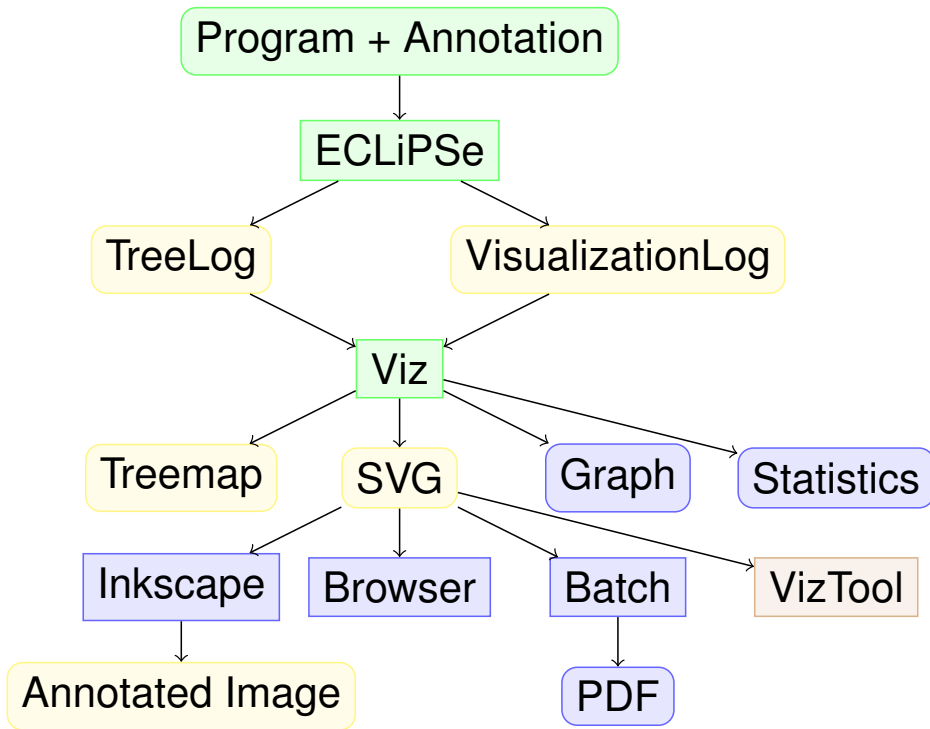 Program + Annotation
ECLiPSe
TreeLog
VisualizationLog
Viz
Treemap
SVG
Graph
Statistics
Inkscape
Browser
Batch
VizTool
Annotated Image
PDF